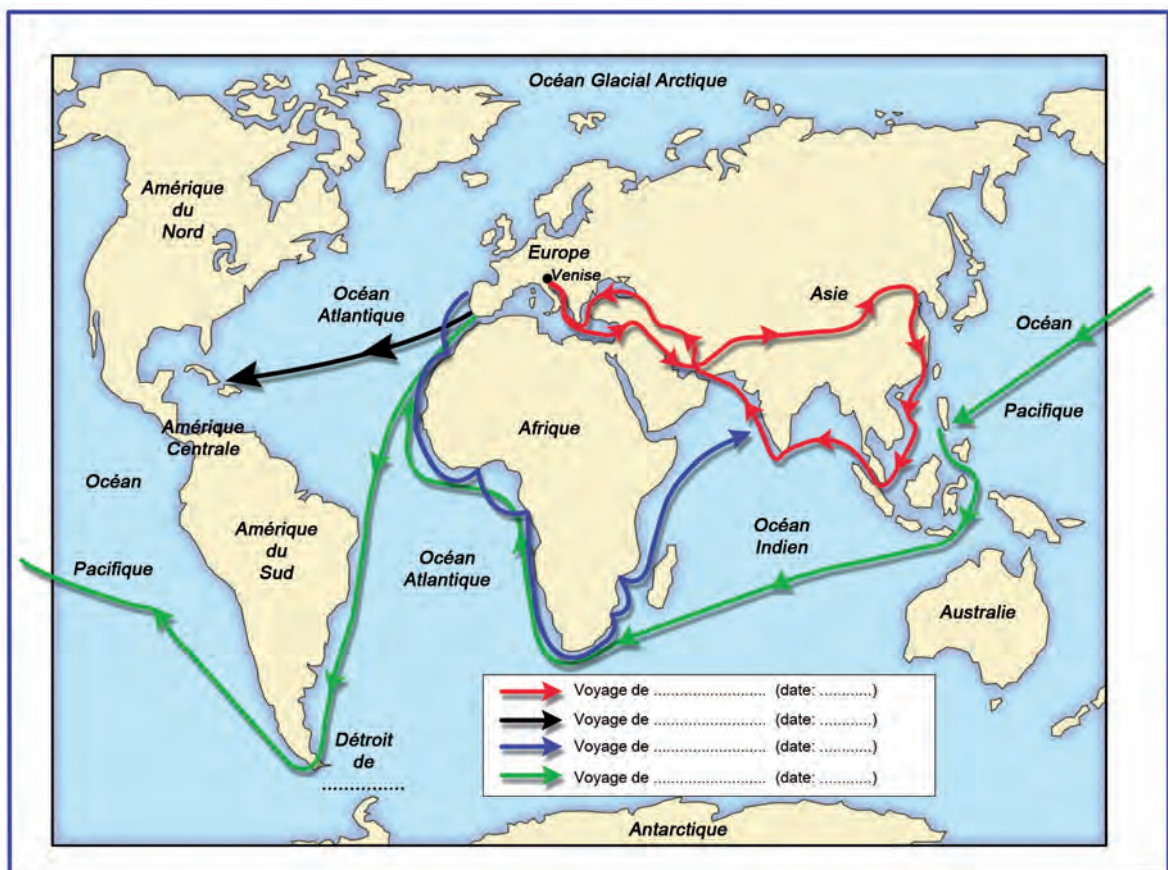 Océan Glacial Arctique
Amérique
du
Nord
Europe
Venise
Asie
Océan
Atlantique
Océan
Pacifique
Amérique
Centrale
Afrique
Océan
Pacifique
Amérique
du
Sud
Océan
Atlantique
Océan
Indien
Australie
Voyage de ........................ (date: ...........)
Voyage de ........................ (date: ...........)
Voyage de ........................ (date: ...........)
Voyage de ........................ (date: ...........)
Détroit
de
..............
Antarctique